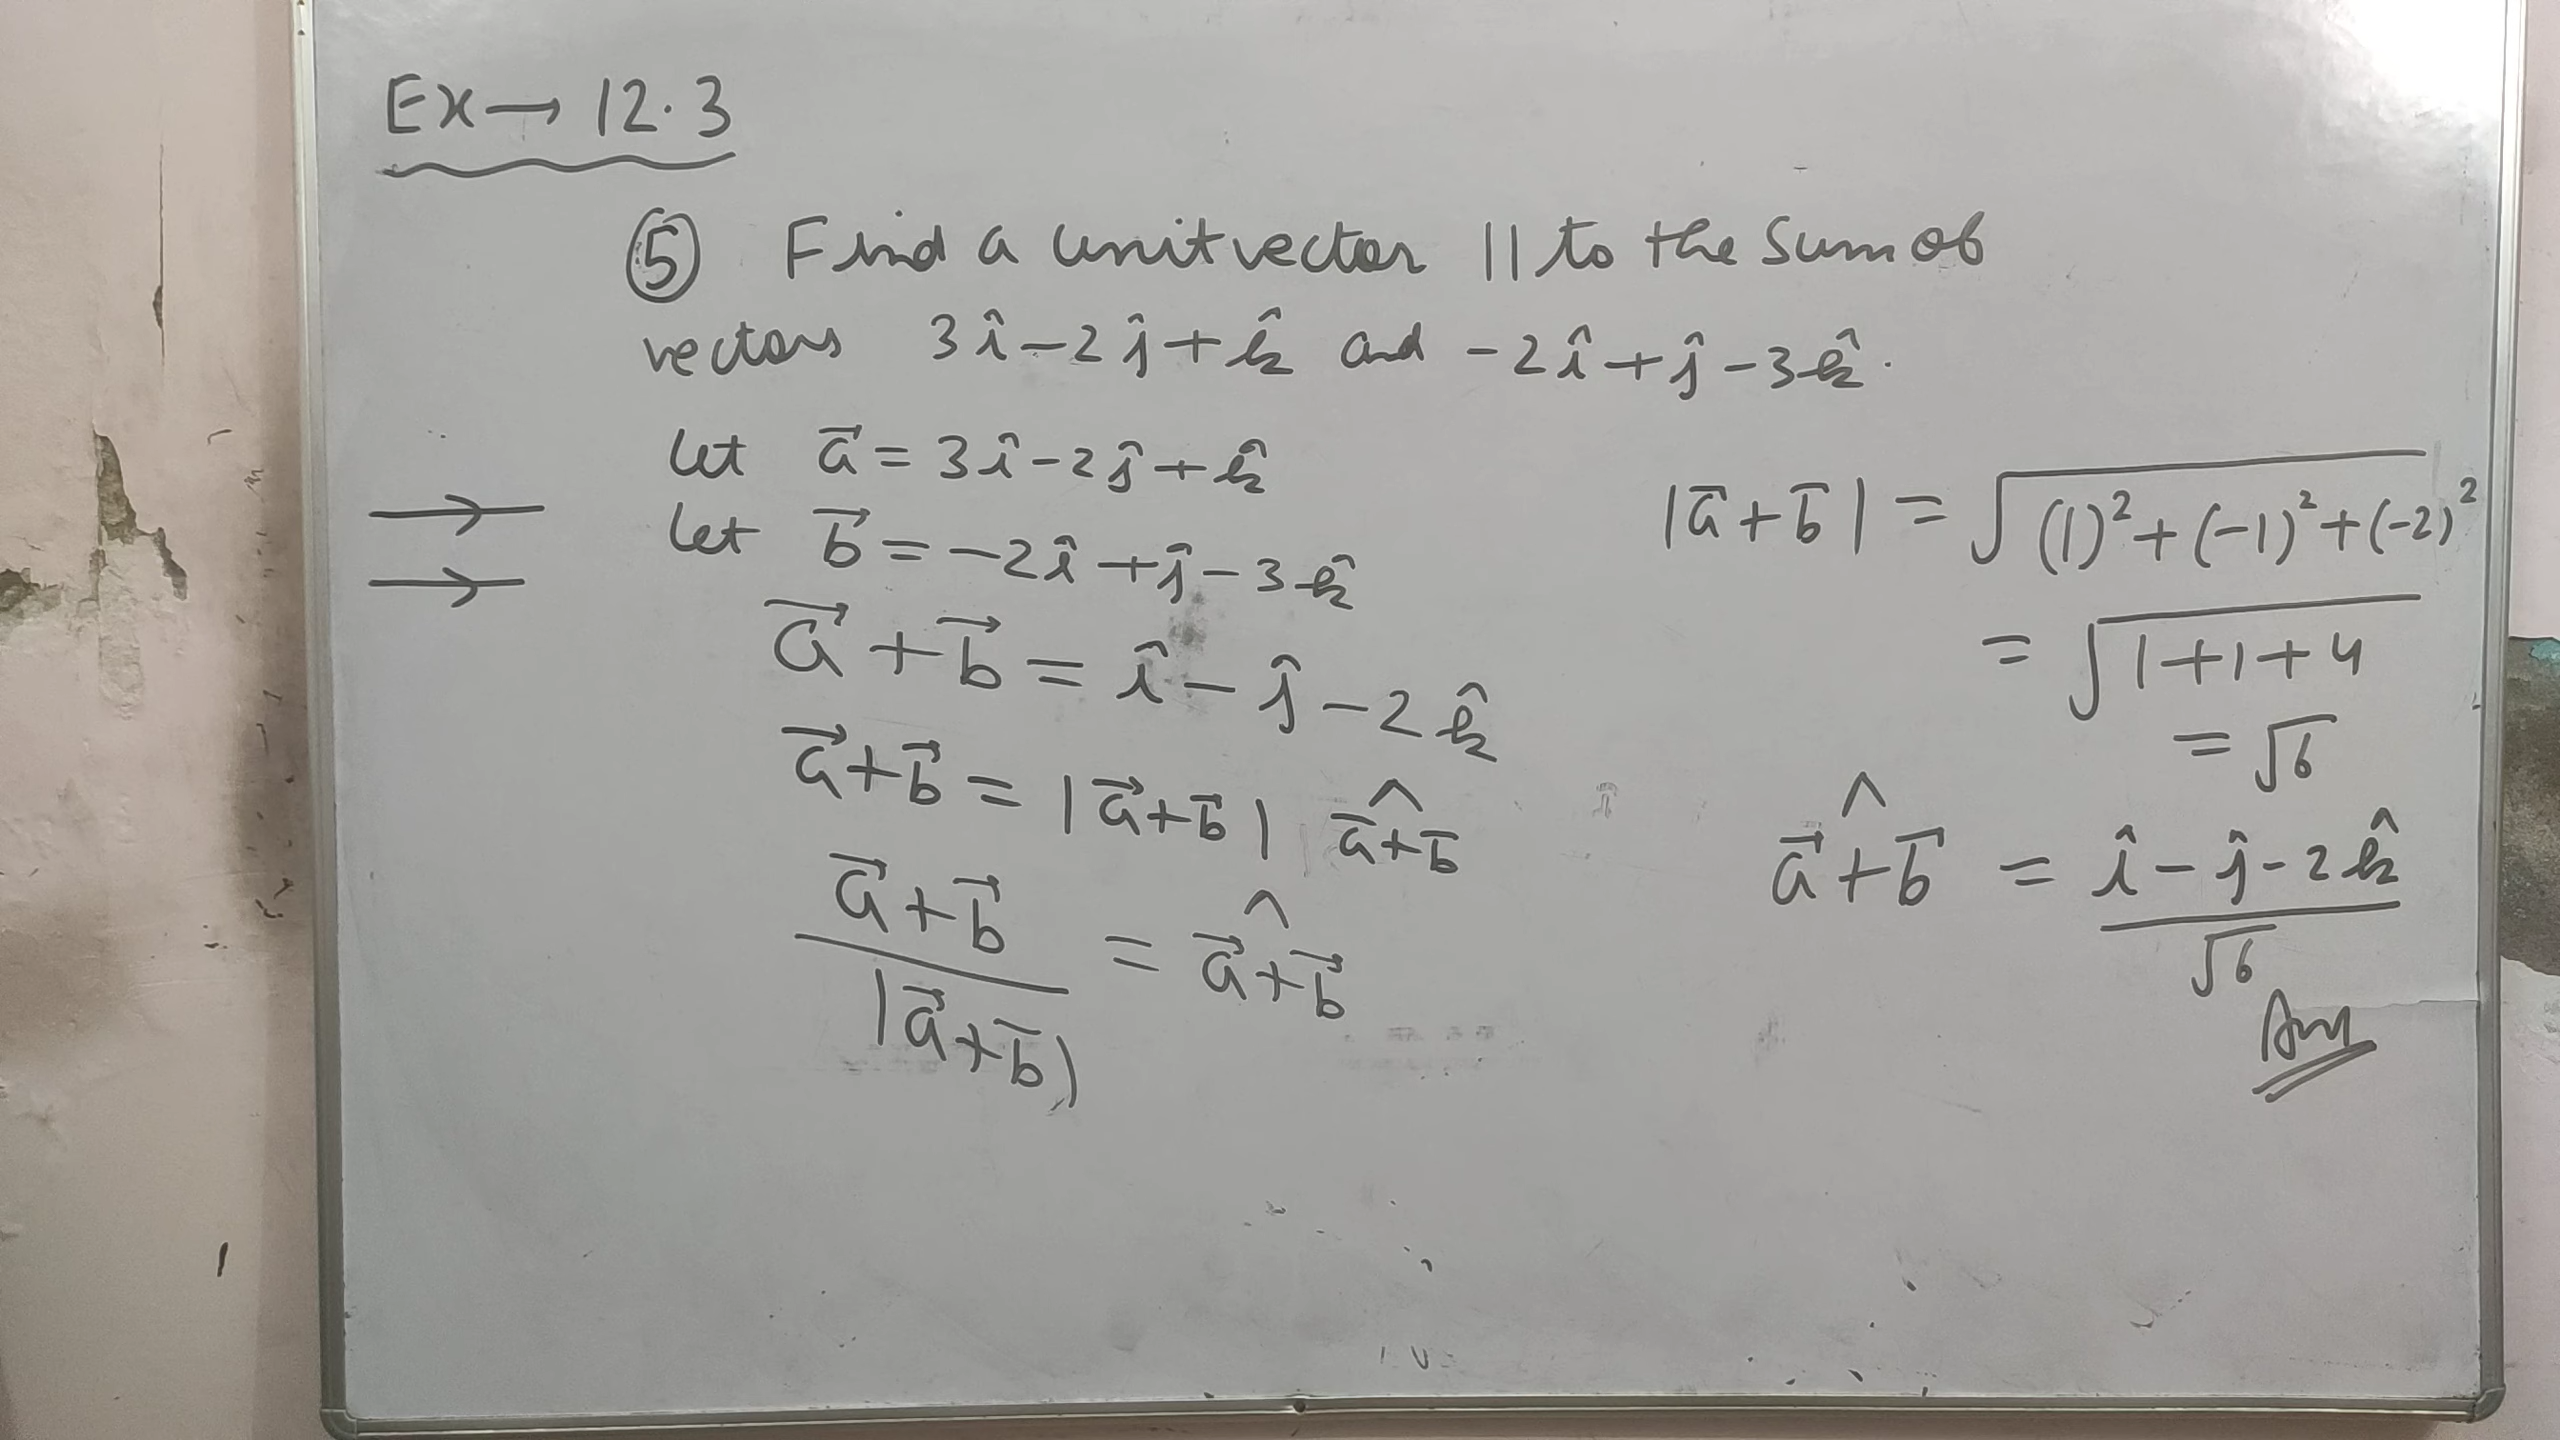 Ex → 12.3
⑤ Find a unit vector || to the sum of
vectors 3î-2ĵ+k̂ and -2î+ĵ-3k̂.
Let a⃗ = 3î-2ĵ+k̂
Let b⃗ = -2î+ĵ-3k̂
a⃗ + b⃗ = î - ĵ - 2k̂
a⃗+b⃗ = |a⃗+b⃗| ^(a⃗+b⃗)
(a⃗+b⃗)/|a⃗+b⃗| = ^(a⃗+b⃗)
|a⃗+b⃗| = √((1)²+(-1)²+(-2)²)
= √(1+1+4)
= √6
^(a⃗+b⃗) = (î-ĵ-2k̂)/√6
Ans